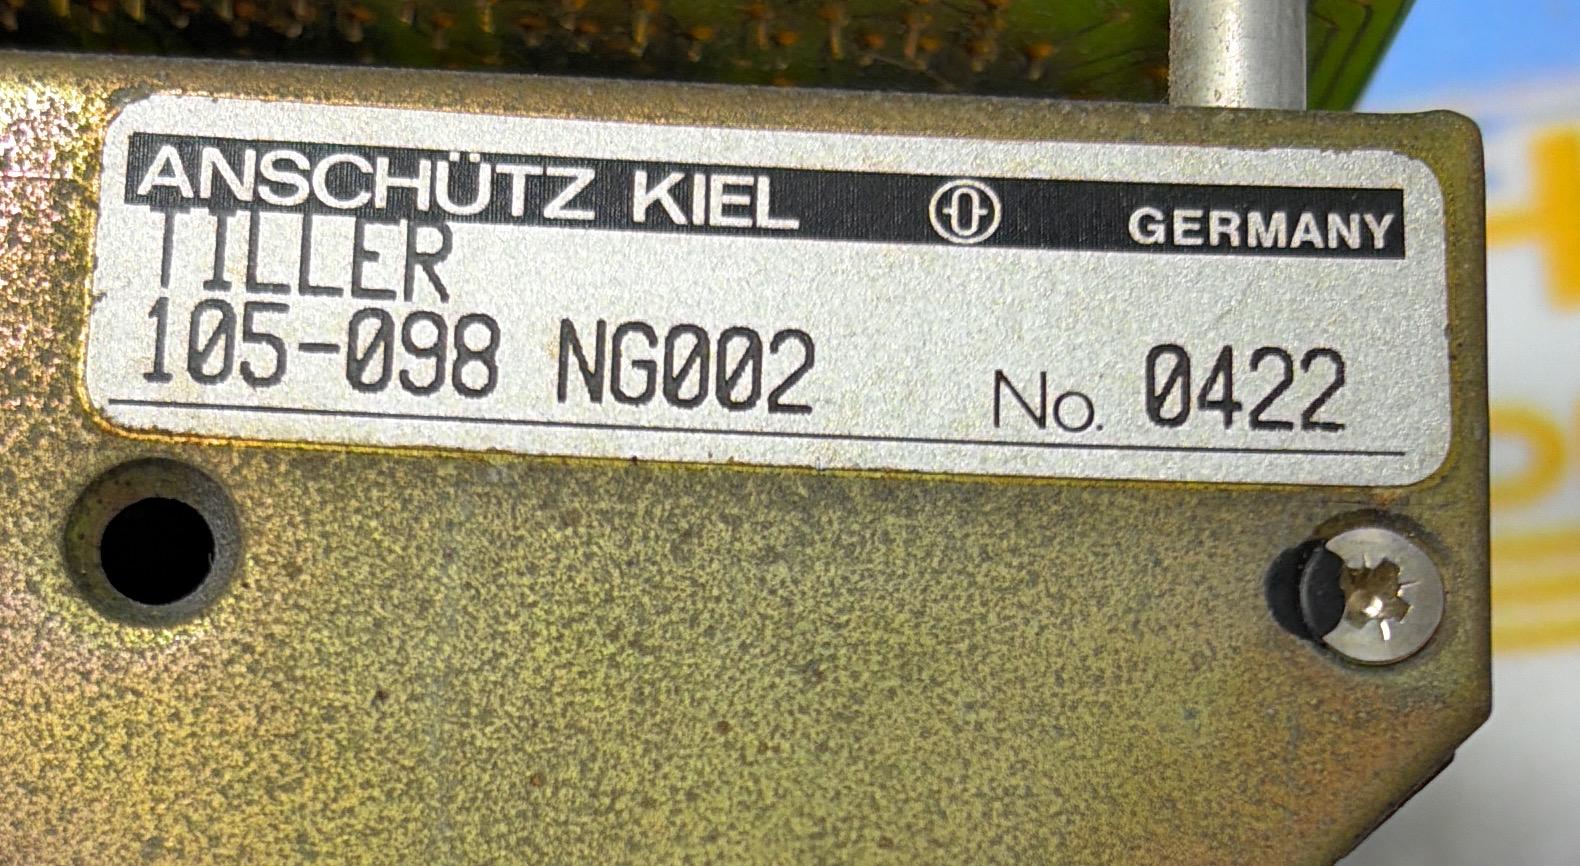 ANSCHÜTZ KIEL GERMANY
TILLER
105-098 NG002 No. 0422